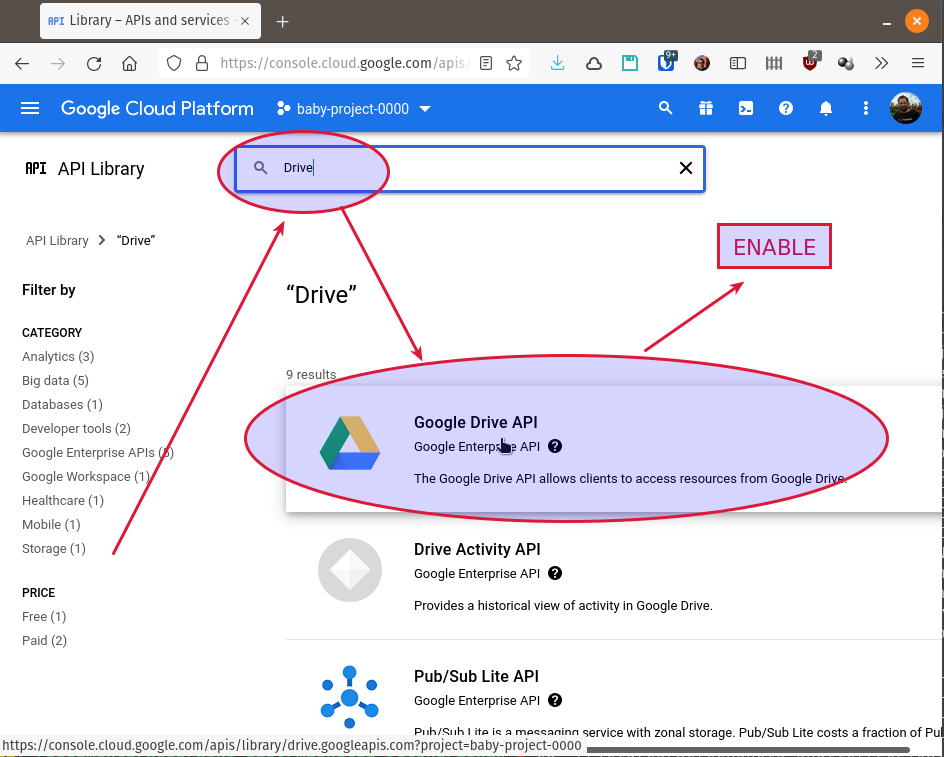 API Library – APIs and services -
https://console.cloud.google.com/apis/
9+
2
Google Cloud Platform
baby-project-0000
API API Library
Drive
API Library > “Drive”
ENABLE
Filter by
“Drive”
CATEGORY
Analytics (3)
Big data (5)
Databases (1)
Developer tools (2)
Google Enterprise APIs (8)
Google Workspace (1)
Healthcare (1)
Mobile (1)
Storage (1)
PRICE
Free (1)
Paid (2)
9 results
Google Drive API
Google Enterprise API
The Google Drive API allows clients to access resources from Google Drive.
Drive Activity API
Google Enterprise API
Provides a historical view of activity in Google Drive.
Pub/Sub Lite API
Google Enterprise API
Pub/Sub Lite is a messaging service with zonal storage. Pub/Sub Lite costs a fraction of Pu
https://console.cloud.google.com/apis/library/drive.googleapis.com?project=baby-project-0000